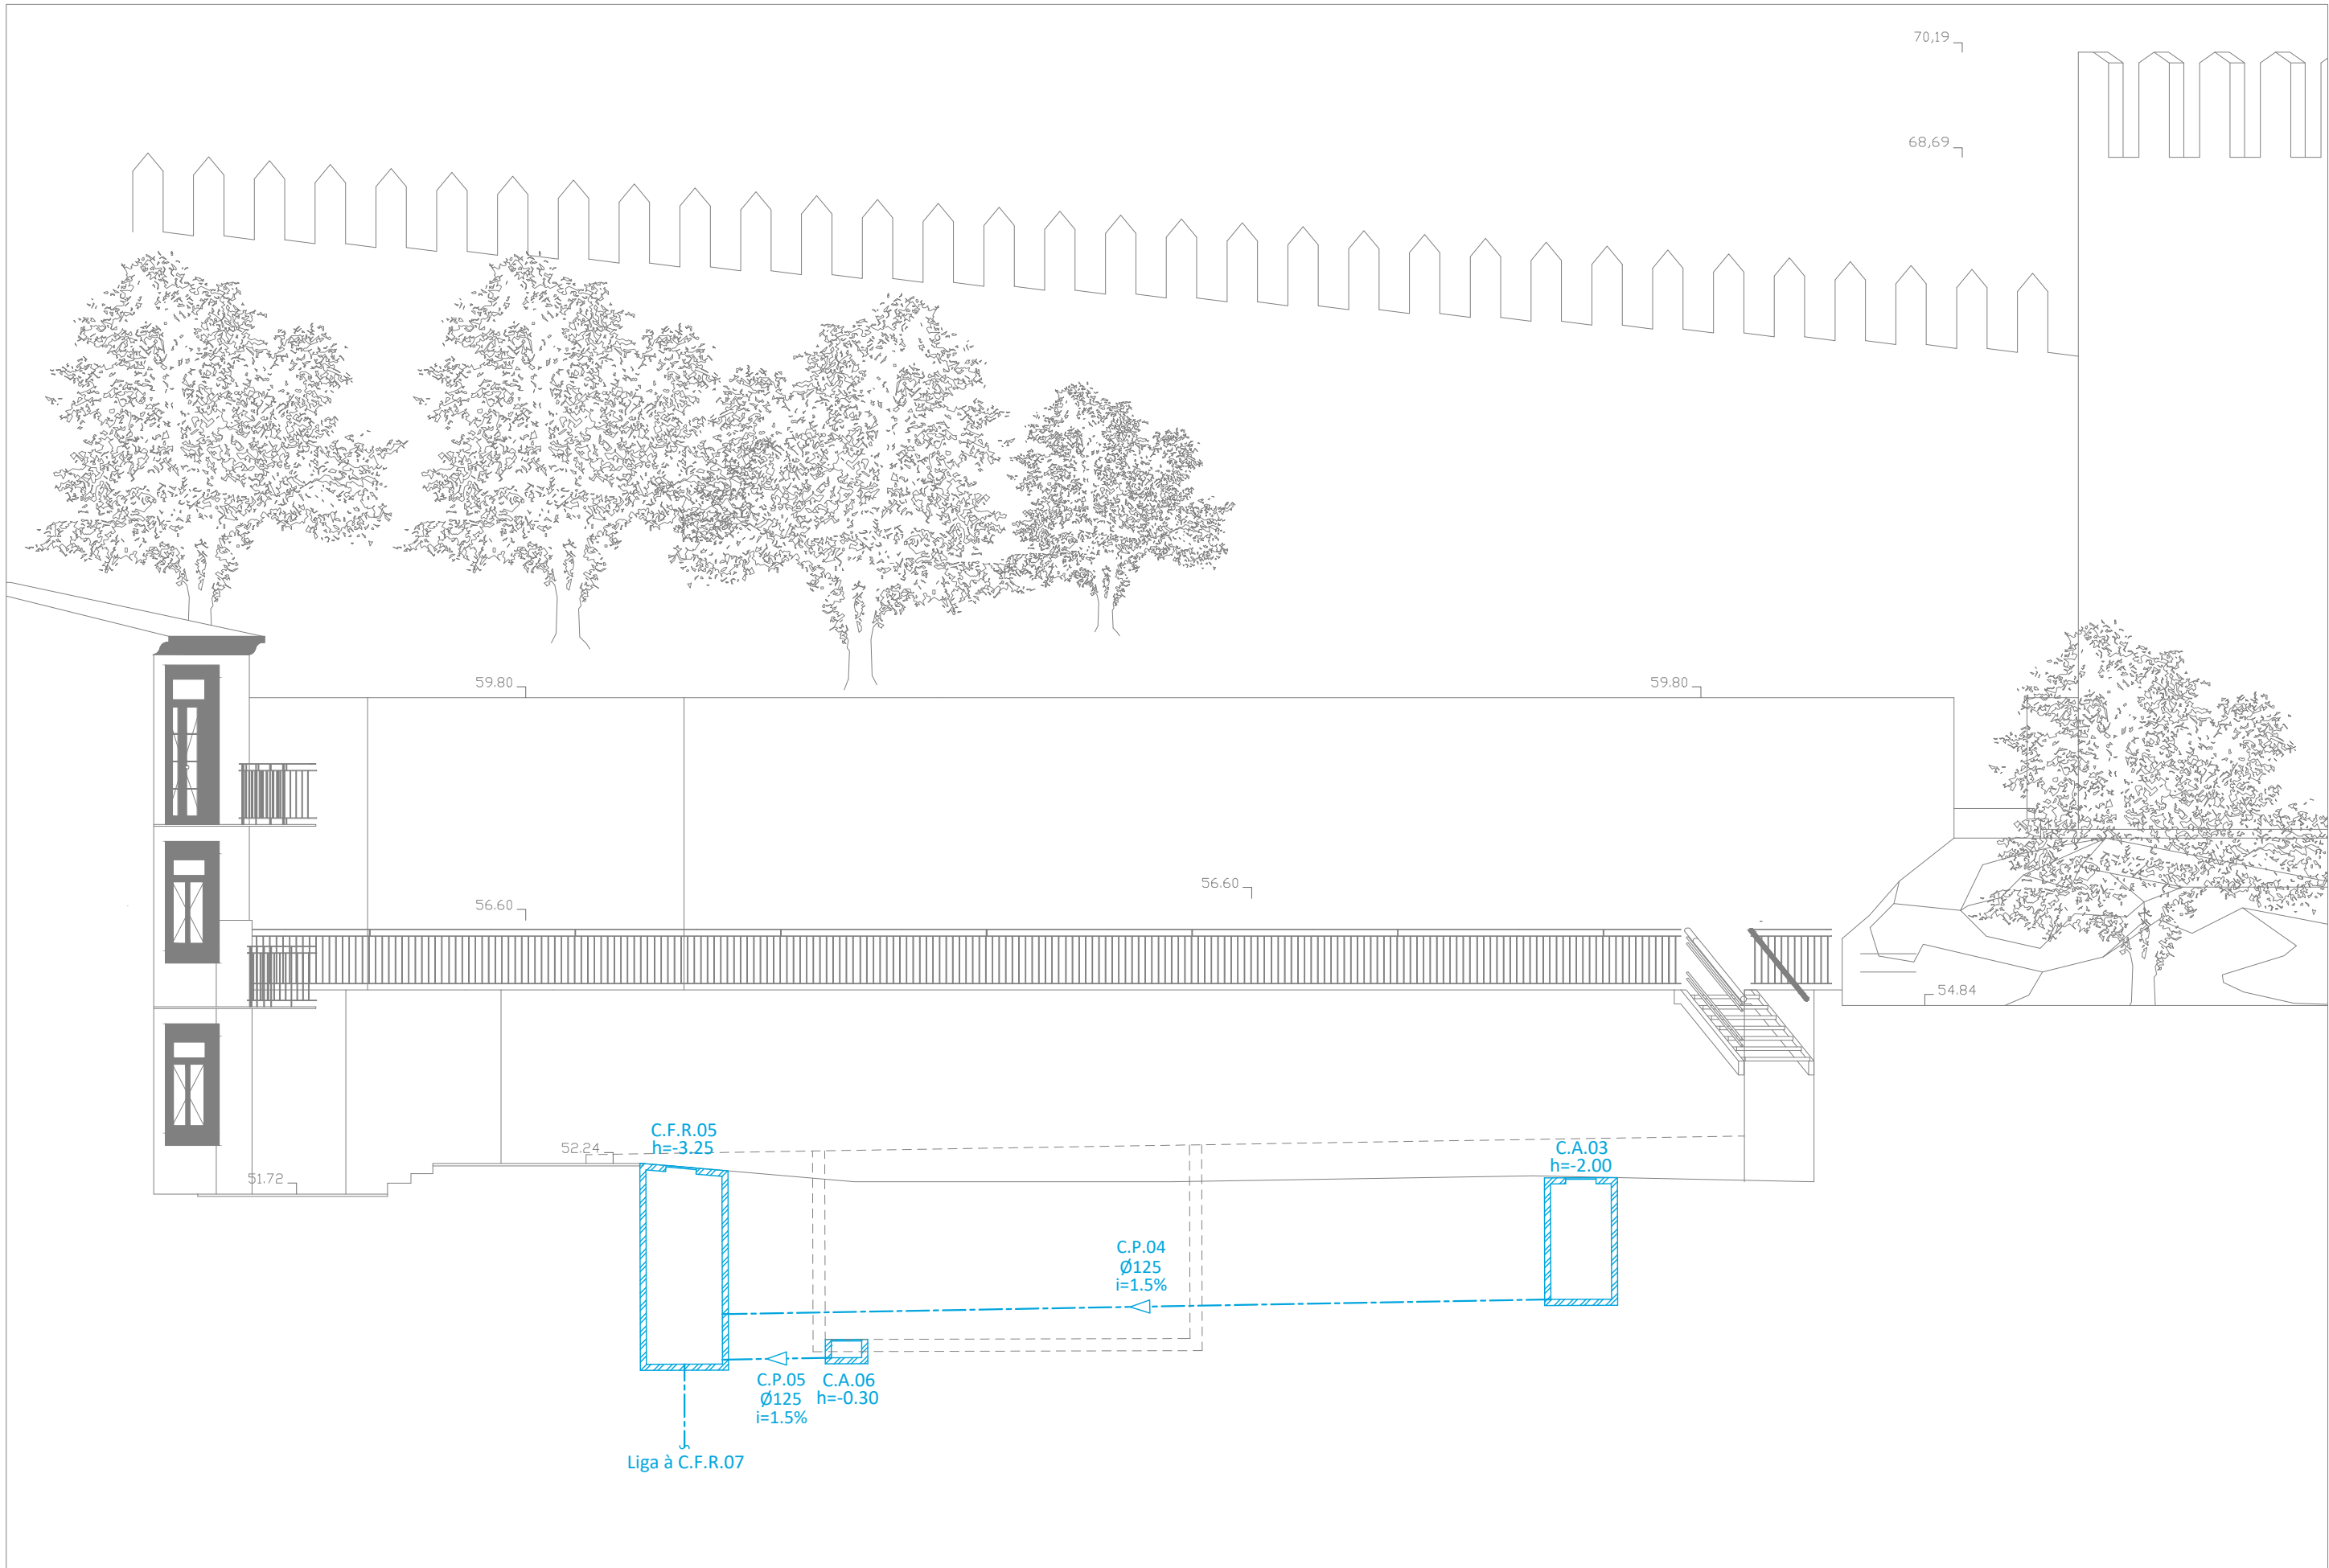 70,19
68,69
59.80
59.80
56.60
56.60
54.84
C.F.R.05
h=-3.25
52.24
C.A.03
h=-2.00
51.72
C.P.04
Ø125
i=1.5%
C.P.05
Ø125
i=1.5%
C.A.06
h=-0.30
Liga à C.F.R.07